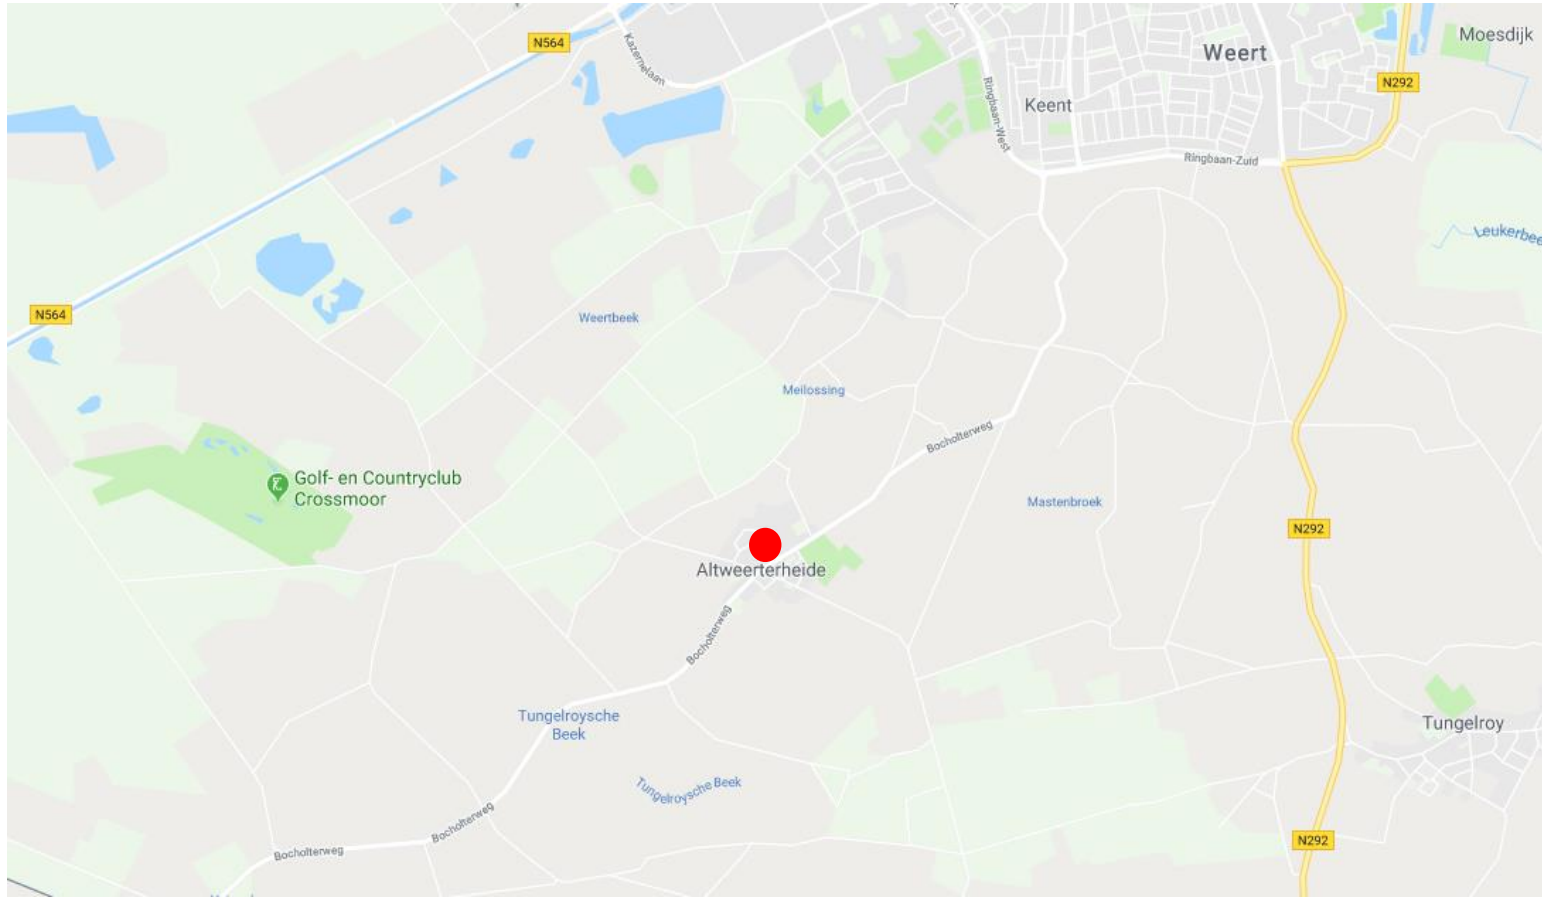 N564
Kazernelaan
Weert
Moesdijk
N292
Keent
Ringbaan-West
Ringbaan-Zuid
Leukerbee
N564
Weertbeek
Meilossing
Bocholterweg
Golf- en Countryclub
Crossmoor
Mastenbroek
N292
Altweerterheide
Bocholterweg
Tungelroysche
Beek
Tungelroy
Tungelroysche Beek
Bocholterweg
Bocholterweg
N292